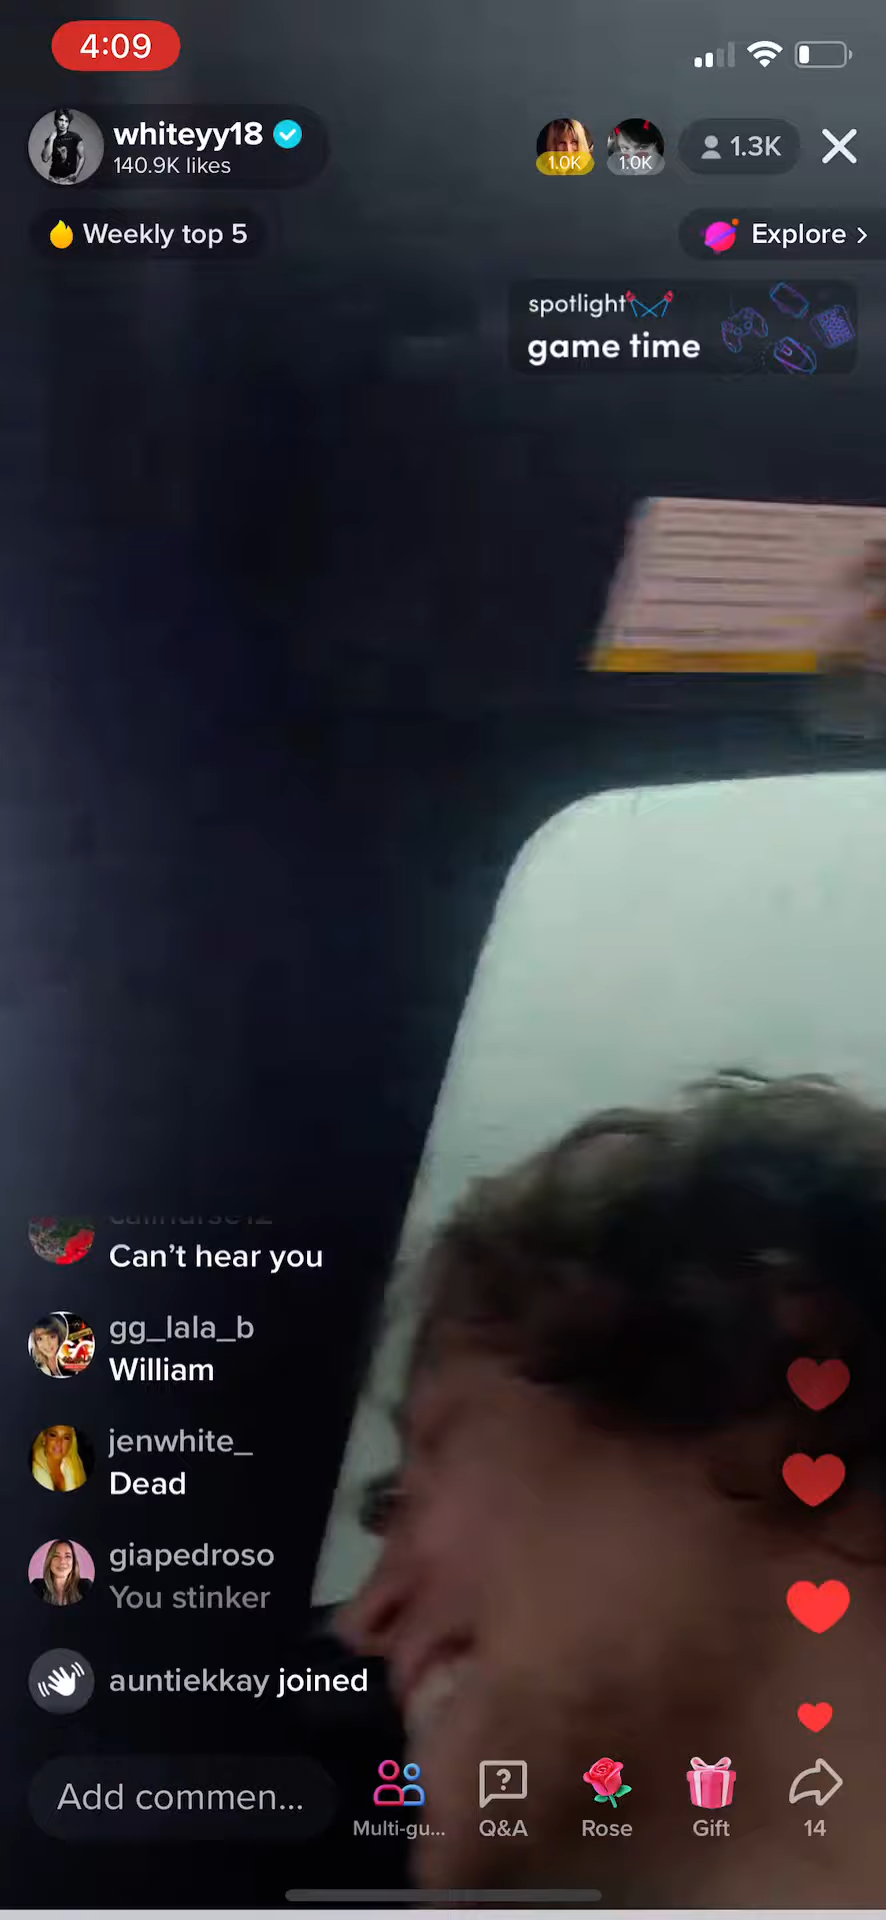 4:09
whiteyy18
140.9K likes
1.0K
1.0K
1.3K
Weekly top 5
Explore >
spotlight
game time
Can't hear you
gg_lala_b
William
jenwhite_
Dead
giapedroso
You stinker
auntiekkay joined
Add commen...
Multi-gu...
Q&A
Rose
Gift
14